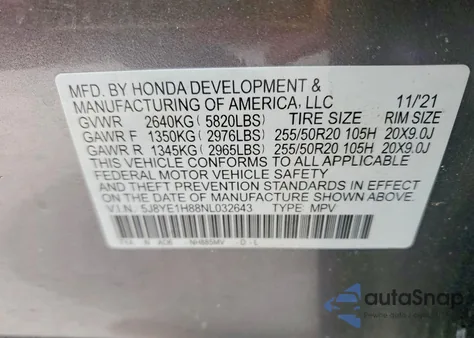 MFD. BY HONDA DEVELOPMENT &
MANUFACTURING OF AMERICA, LLC 11/'21
GVWR 2640KG( 5820LBS) TIRE SIZE RIM SIZE
GAWR F 1350KG( 2976LBS) 255/50R20 105H 20X9.0J
GAWR R 1345KG( 2965LBS) 255/50R20 105H 20X9.0J
THIS VEHICLE CONFORMS TO ALL APPLICABLE
FEDERAL MOTOR VEHICLE SAFETY
AND THEFT PREVENTION STANDARDS IN EFFECT
ON THE DATE OF MANUFACTURE SHOWN ABOVE.
V.I.N. 5J8YE1H88NL032643 TYPE: MPV
NH885MV
autoSnap